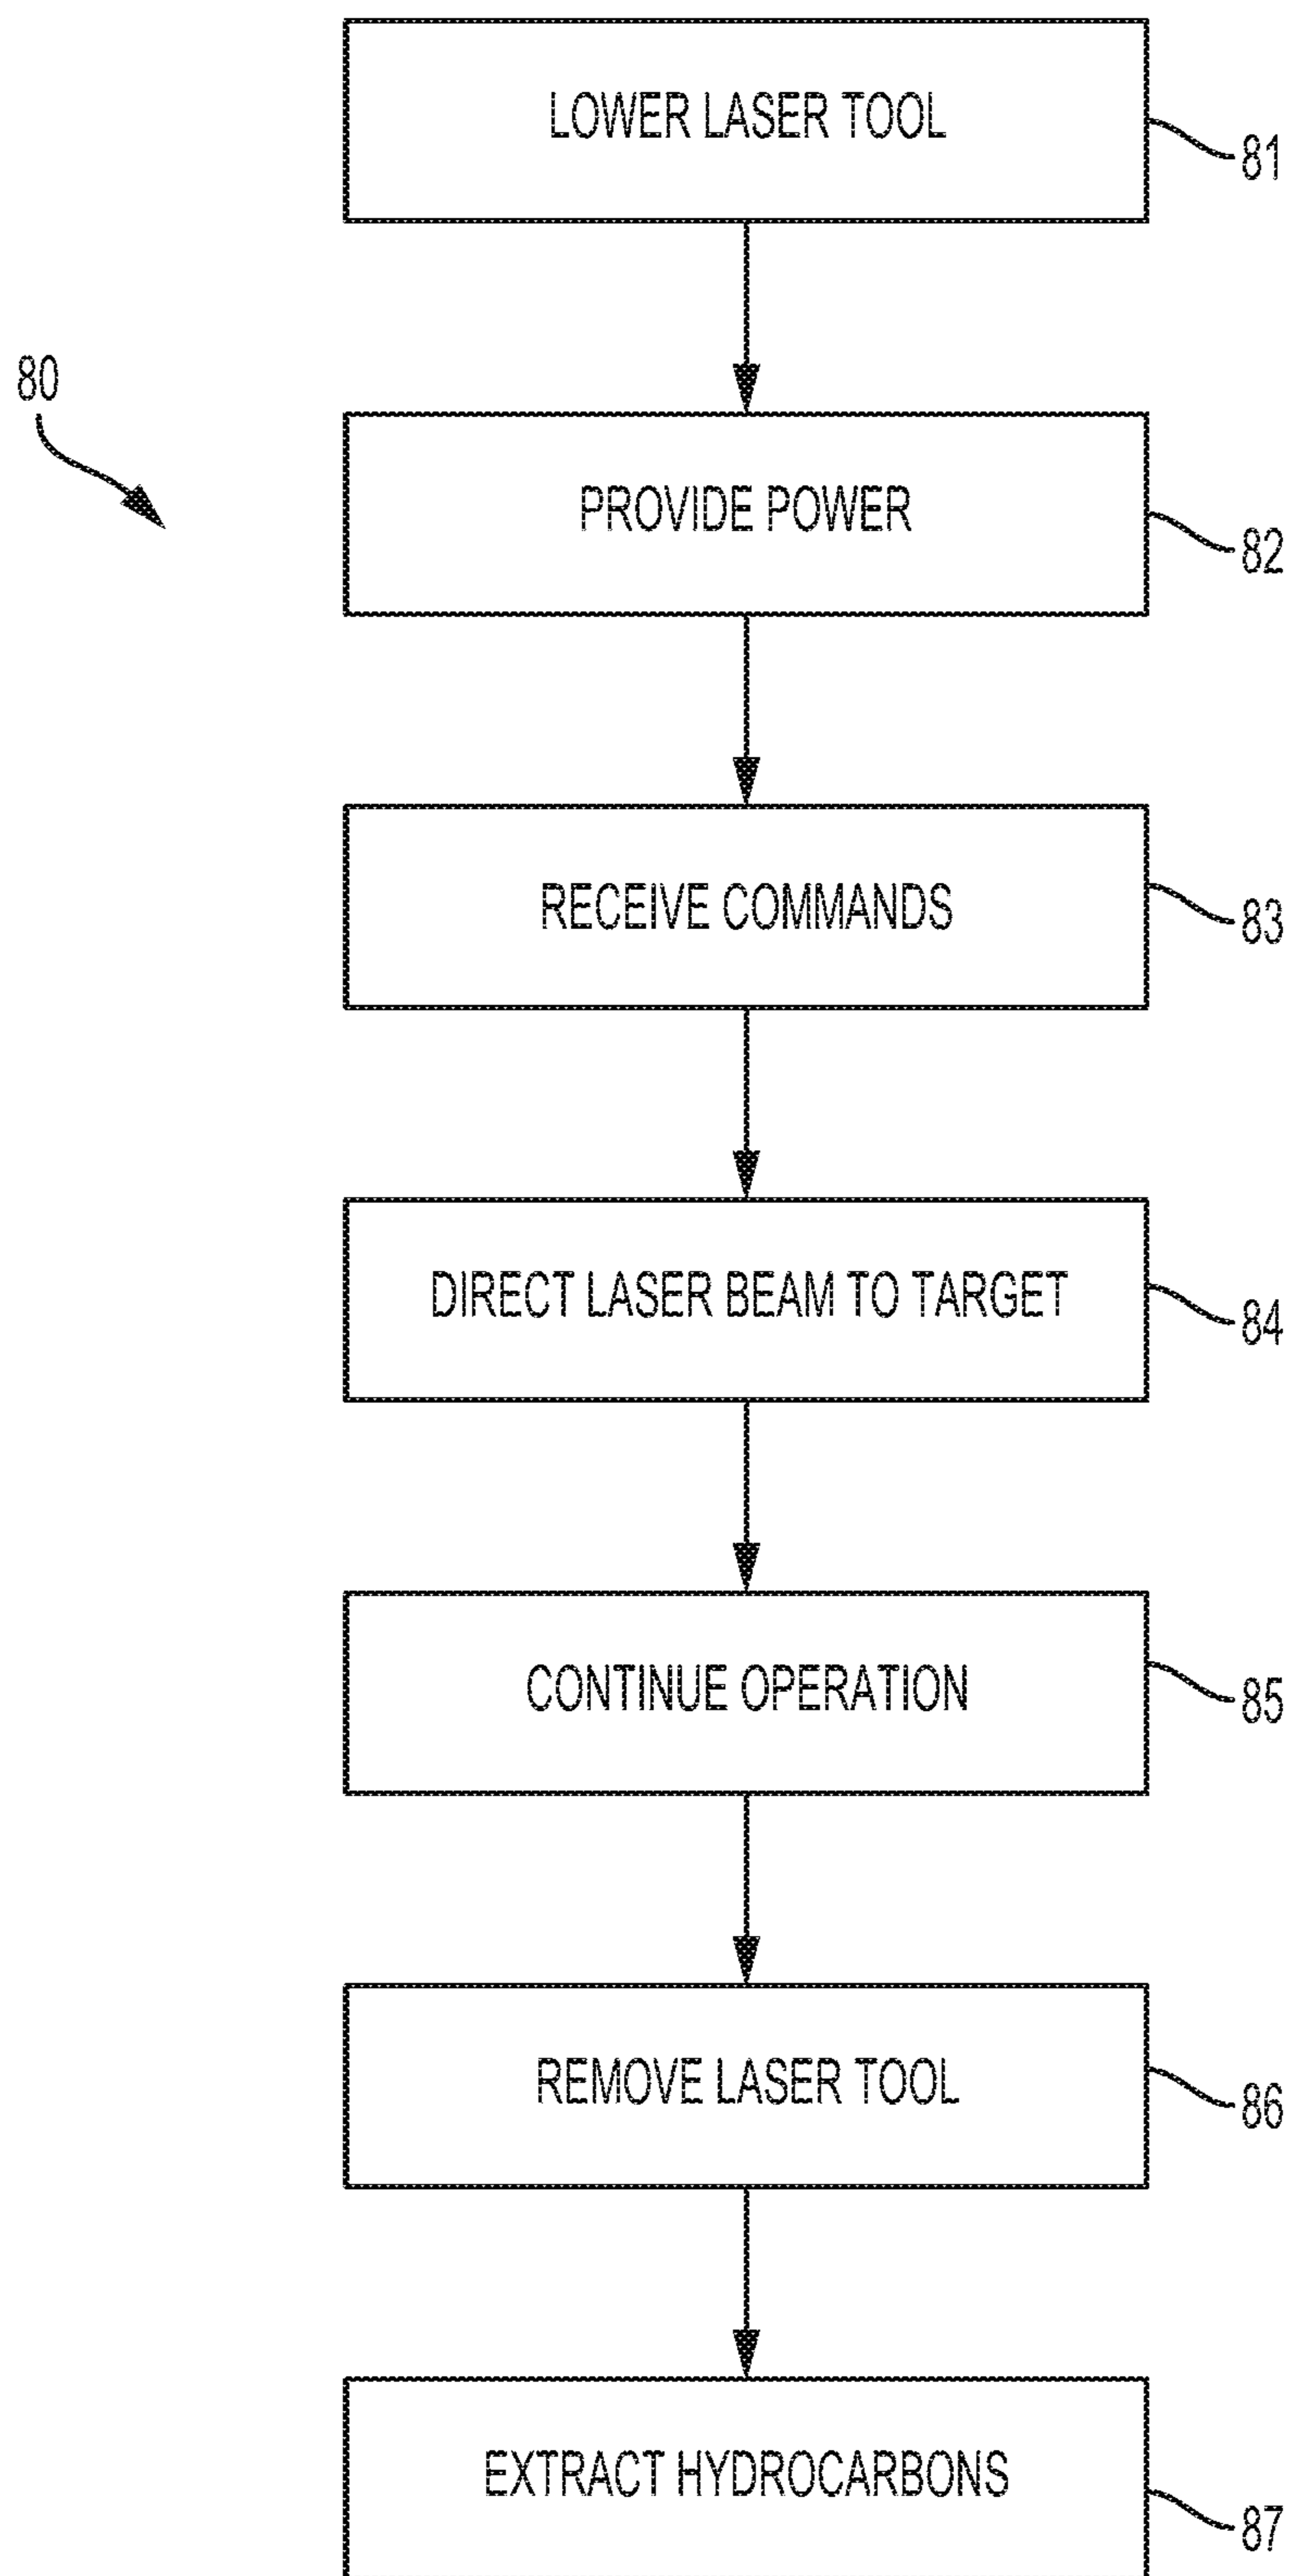 LOWER LASER TOOL
81
80
PROVIDE POWER
82
RECEIVE COMMANDS
83
DIRECT LASER BEAM TO TARGET
84
CONTINUE OPERATION
85
REMOVE LASER TOOL
86
EXTRACT HYDROCARBONS
87